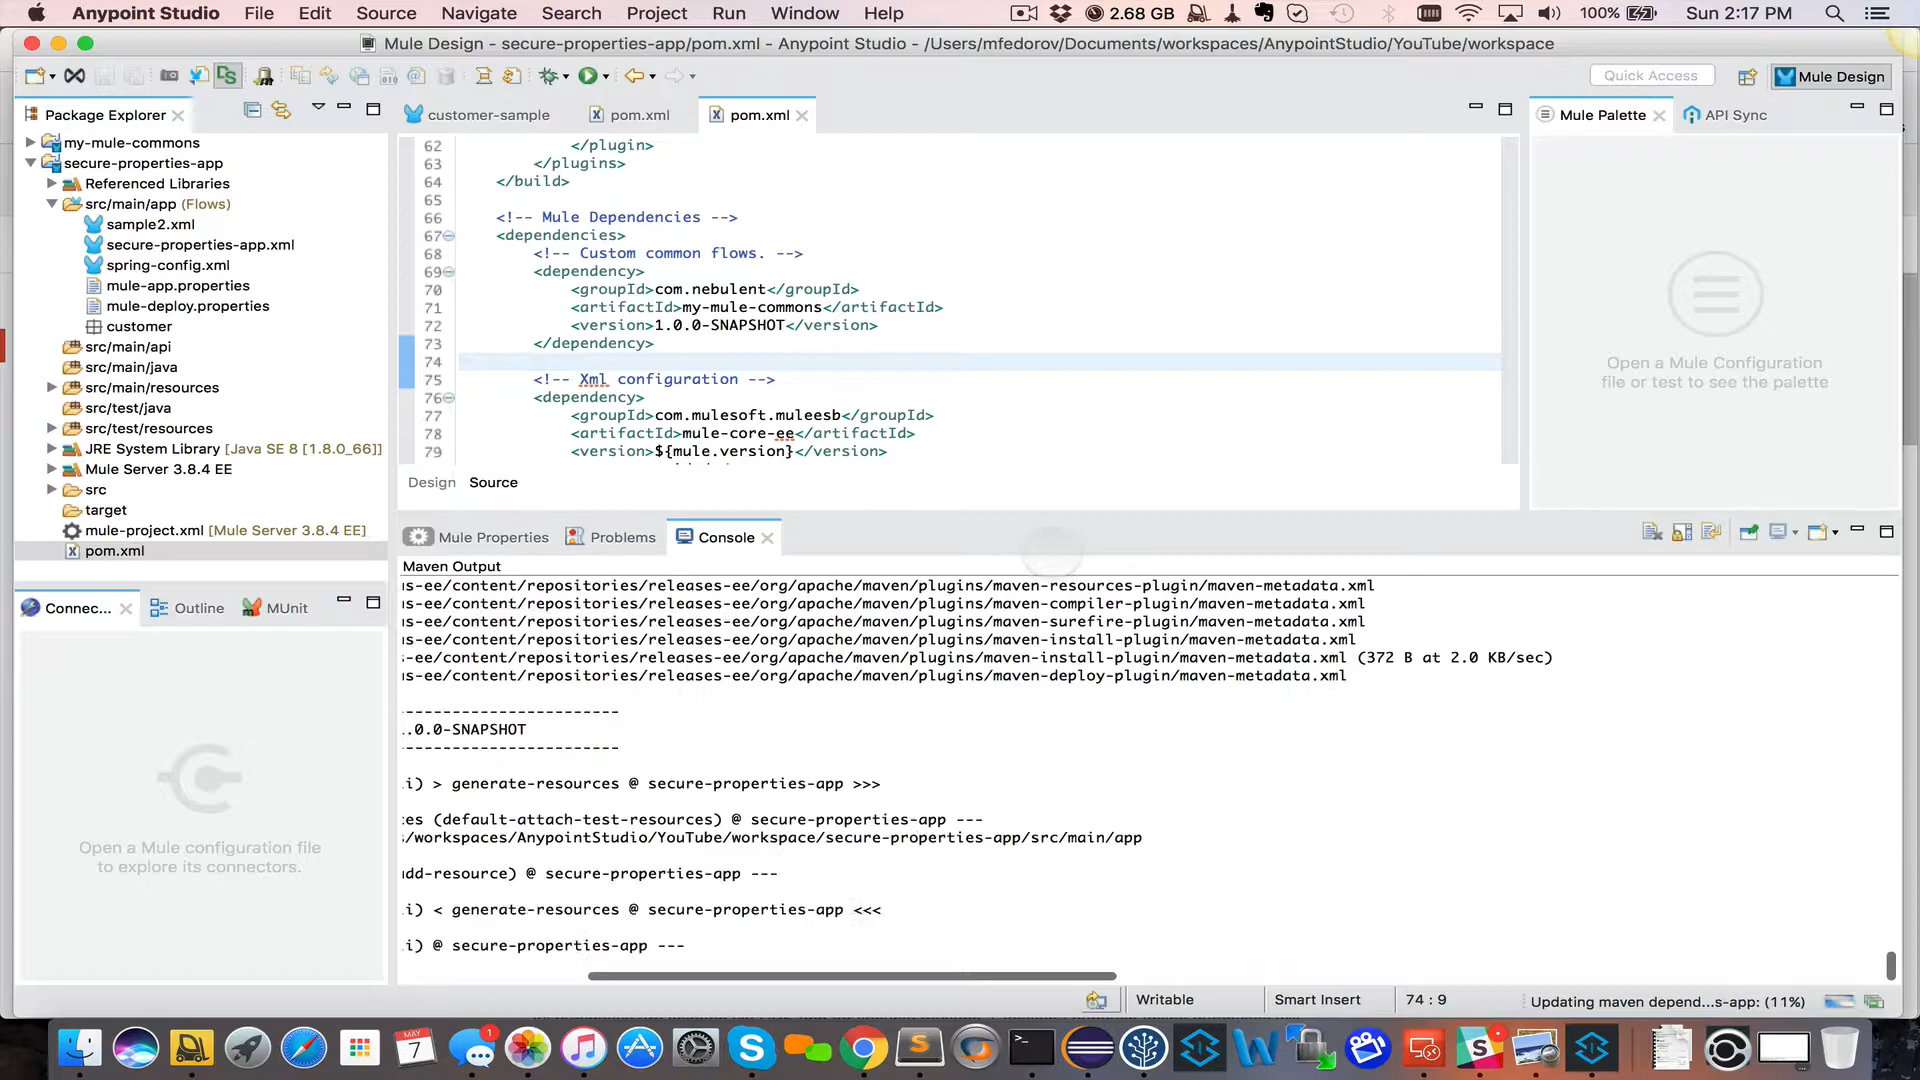 Anypoint Studio File Edit Source Navigate Search Project Run Window Help 2.68 GB 100% Sun 2:17 PM
Mule Design - secure-properties-app/pom.xml - Anypoint Studio - /Users/mfedorov/Documents/workspaces/AnypointStudio/YouTube/workspace
Quick Access Mule Design
Package Explorer
my-mule-commons
secure-properties-app
Referenced Libraries
src/main/app (Flows)
sample2.xml
secure-properties-app.xml
spring-config.xml
mule-app.properties
mule-deploy.properties
customer
src/main/api
src/main/java
src/main/resources
src/test/java
src/test/resources
JRE System Library [Java SE 8 [1.8.0_66]]
Mule Server 3.8.4 EE
src
target
mule-project.xml [Mule Server 3.8.4 EE]
pom.xml
Connec... Outline MUnit
Open a Mule configuration file
to explore its connectors.
customer-sample pom.xml pom.xml
62 </plugin>
63 </plugins>
64 </build>
65
66 <!-- Mule Dependencies -->
67 <dependencies>
68 <!-- Custom common flows. -->
69 <dependency>
70 <groupId>com.nebulent</groupId>
71 <artifactId>my-mule-commons</artifactId>
72 <version>1.0.0-SNAPSHOT</version>
73 </dependency>
74
75 <!-- Xml configuration -->
76 <dependency>
77 <groupId>com.mulesoft.muleesb</groupId>
78 <artifactId>mule-core-ee</artifactId>
79 <version>${mule.version}</version>
Design Source
Mule Palette API Sync
Open a Mule Configuration
file or test to see the palette
Mule Properties Problems Console
Maven Output
us-ee/content/repositories/releases-ee/org/apache/maven/plugins/maven-resources-plugin/maven-metadata.xml
us-ee/content/repositories/releases-ee/org/apache/maven/plugins/maven-compiler-plugin/maven-metadata.xml
us-ee/content/repositories/releases-ee/org/apache/maven/plugins/maven-surefire-plugin/maven-metadata.xml
us-ee/content/repositories/releases-ee/org/apache/maven/plugins/maven-install-plugin/maven-metadata.xml
s-ee/content/repositories/releases-ee/org/apache/maven/plugins/maven-install-plugin/maven-metadata.xml (372 B at 2.0 KB/sec)
us-ee/content/repositories/releases-ee/org/apache/maven/plugins/maven-deploy-plugin/maven-metadata.xml
------------------------
1.0.0-SNAPSHOT
------------------------
li) > generate-resources @ secure-properties-app >>>
ces (default-attach-test-resources) @ secure-properties-app ---
s/workspaces/AnypointStudio/YouTube/workspace/secure-properties-app/src/main/app
add-resource) @ secure-properties-app ---
li) < generate-resources @ secure-properties-app <<<
li) @ secure-properties-app ---
Writable Smart Insert 74 : 9 Updating maven depend...s-app: (11%)
MAY
7
1